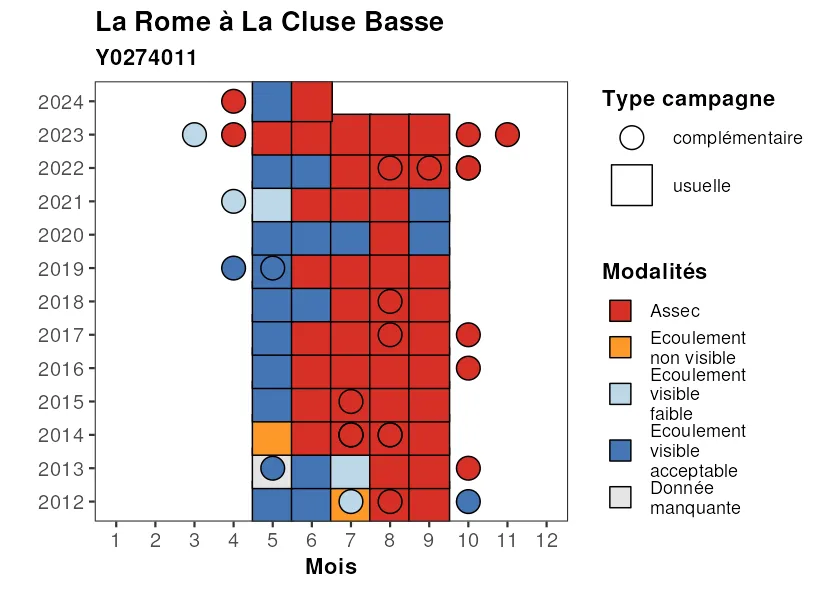 La Rome à La Cluse Basse
Y0274011
2024
2023
2022
2021
2020
2019
2018
2017
2016
2015
2014
2013
2012
1 2 3 4 5 6 7 8 9 10 11 12
Mois
Type campagne
complémentaire
usuelle
Modalités
Assec
Ecoulement
non visible
Ecoulement
visible
faible
Ecoulement
visible
acceptable
Donnée
manquante